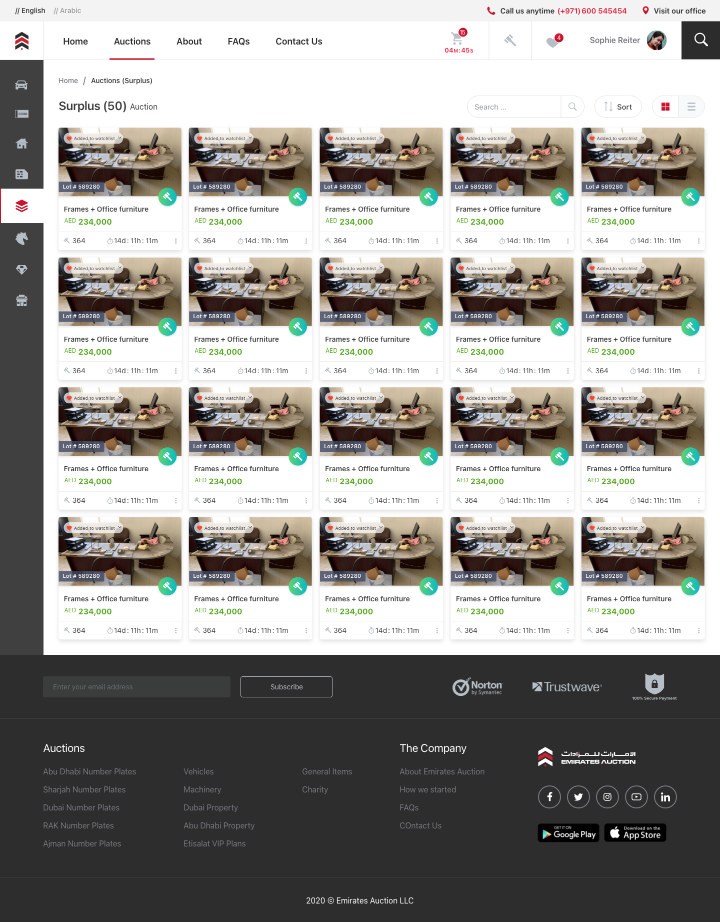 // English // Arabic
Call us anytime (+971) 600 545454 Visit our office
Home Auctions About FAQs Contact Us
04M:45S
4
Sophie Reiter
Home / Auctions (Surplus)
Surplus (50) Auction
Search ...
Sort
Added to watchlist Added to watchlist Added to watchlist Added to watchlist Added to watchlist
Lot # 589280 Lot # 589280 Lot # 589280 Lot # 589280 Lot # 589280
Frames + Office furniture Frames + Office furniture Frames + Office furniture Frames + Office furniture Frames + Office furniture
AED 234,000 AED 234,000 AED 234,000 AED 234,000 AED 234,000
364 14d : 11h : 11m 364 14d : 11h : 11m 364 14d : 11h : 11m 364 14d : 11h : 11m 364 14d : 11h : 11m
Added to watchlist Added to watchlist Added to watchlist Added to watchlist Added to watchlist
Lot # 589280 Lot # 589280 Lot # 589280 Lot # 589280 Lot # 589280
Frames + Office furniture Frames + Office furniture Frames + Office furniture Frames + Office furniture Frames + Office furniture
AED 234,000 AED 234,000 AED 234,000 AED 234,000 AED 234,000
364 14d : 11h : 11m 364 14d : 11h : 11m 364 14d : 11h : 11m 364 14d : 11h : 11m 364 14d : 11h : 11m
Added to watchlist Added to watchlist Added to watchlist Added to watchlist Added to watchlist
Lot # 589280 Lot # 589280 Lot # 589280 Lot # 589280 Lot # 589280
Frames + Office furniture Frames + Office furniture Frames + Office furniture Frames + Office furniture Frames + Office furniture
AED 234,000 AED 234,000 AED 234,000 AED 234,000 AED 234,000
364 14d : 11h : 11m 364 14d : 11h : 11m 364 14d : 11h : 11m 364 14d : 11h : 11m 364 14d : 11h : 11m
Added to watchlist Added to watchlist Added to watchlist Added to watchlist Added to watchlist
Lot # 589280 Lot # 589280 Lot # 589280 Lot # 589280 Lot # 589280
Frames + Office furniture Frames + Office furniture Frames + Office furniture Frames + Office furniture Frames + Office furniture
AED 234,000 AED 234,000 AED 234,000 AED 234,000 AED 234,000
364 14d : 11h : 11m 364 14d : 11h : 11m 364 14d : 11h : 11m 364 14d : 11h : 11m 364 14d : 11h : 11m
Enter your email address
Subscribe
Norton
by Symantec
Trustwave
100% Secure Payment
Auctions
Abu Dhabi Number Plates
Sharjah Number Plates
Dubai Number Plates
RAK Number Plates
Ajman Number Plates
Vehicles
Machinery
Dubai Property
Abu Dhabi Property
Etisalat VIP Plans
General Items
Charity
The Company
About Emirates Auction
How we started
FAQs
COntact Us
الامارات للمزادات
EMIRATES AUCTION
GET IT ON
Google Play
Download on the
App Store
2020 © Emirates Auction LLC